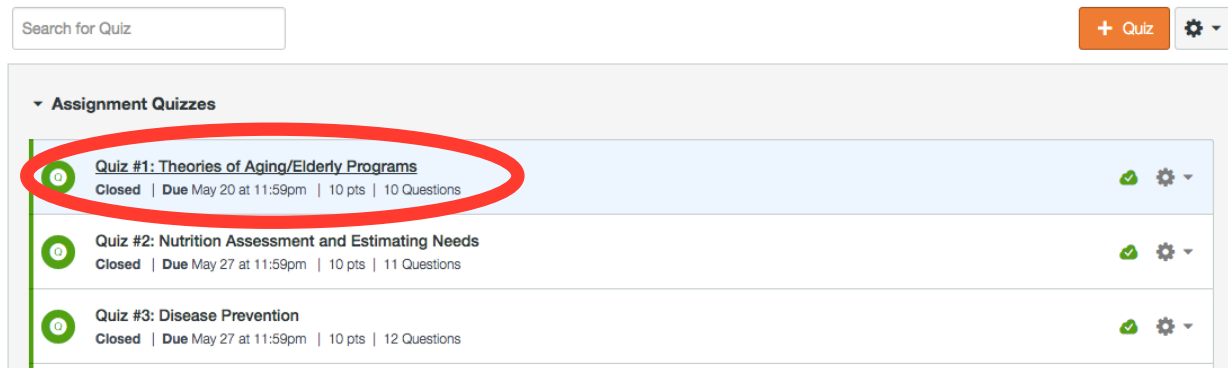 Search for Quiz
+ Quiz
Assignment Quizzes
Quiz #1: Theories of Aging/Elderly Programs
Closed | Due May 20 at 11:59pm | 10 pts | 10 Questions
Quiz #2: Nutrition Assessment and Estimating Needs
Closed | Due May 27 at 11:59pm | 10 pts | 11 Questions
Quiz #3: Disease Prevention
Closed | Due May 27 at 11:59pm | 10 pts | 12 Questions